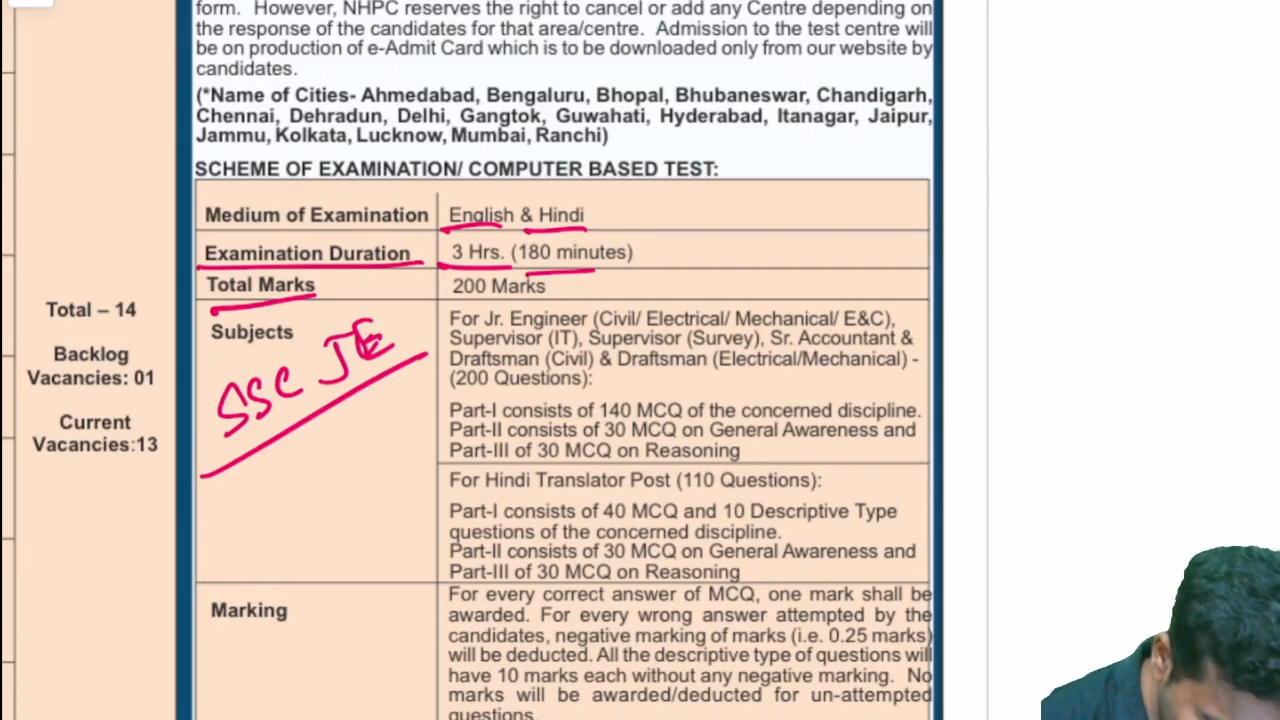 form. However, NHPC reserves the right to cancel or add any Centre depending on
the response of the candidates for that area/centre. Admission to the test centre will
be on production of e-Admit Card which is to be downloaded only from our website by
candidates.
(*Name of Cities- Ahmedabad, Bengaluru, Bhopal, Bhubaneswar, Chandigarh,
Chennai, Dehradun, Delhi, Gangtok, Guwahati, Hyderabad, Itanagar, Jaipur,
Jammu, Kolkata, Lucknow, Mumbai, Ranchi)
SCHEME OF EXAMINATION/ COMPUTER BASED TEST:
Medium of Examination English & Hindi
Examination Duration 3 Hrs. (180 minutes)
Total Marks 200 Marks
Subjects
SSC JE
For Jr. Engineer (Civil/ Electrical/ Mechanical/ E&C),
Supervisor (IT), Supervisor (Survey), Sr. Accountant &
Draftsman (Civil) & Draftsman (Electrical/Mechanical) -
(200 Questions):
Part-I consists of 140 MCQ of the concerned discipline.
Part-II consists of 30 MCQ on General Awareness and
Part-III of 30 MCQ on Reasoning
For Hindi Translator Post (110 Questions):
Part-I consists of 40 MCQ and 10 Descriptive Type
questions of the concerned discipline.
Part-II consists of 30 MCQ on General Awareness and
Part-III of 30 MCQ on Reasoning
Marking
For every correct answer of MCQ, one mark shall be
awarded. For every wrong answer attempted by the
candidates, negative marking of marks (i.e. 0.25 marks)
will be deducted. All the descriptive type of questions will
have 10 marks each without any negative marking. No
marks will be awarded/deducted for un-attempted
questions.
Total – 14
Backlog
Vacancies: 01
Current
Vacancies:13